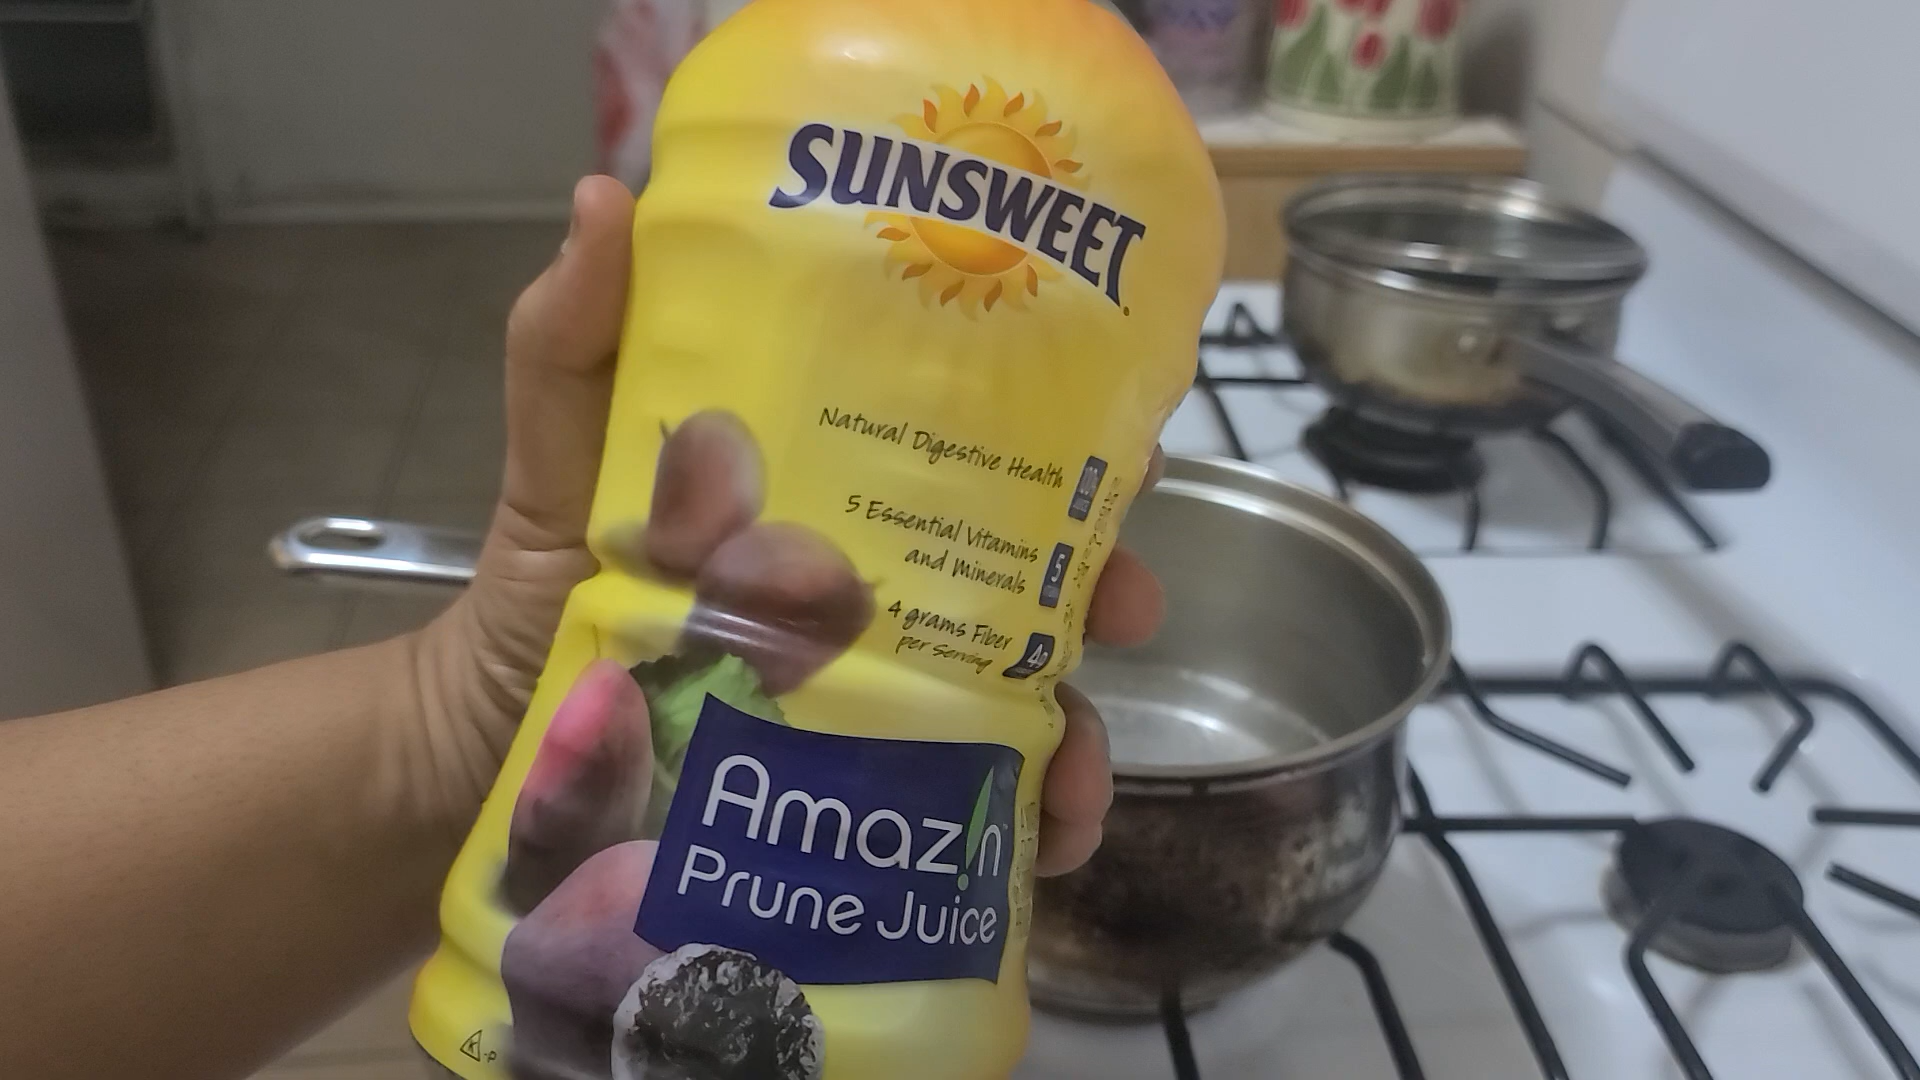 SUNSWEET
Natural Digestive Health
5 Essential Vitamins
and Minerals
5
4 grams Fiber
per Serving
4g
Amaz!n
Prune Juice
K-P